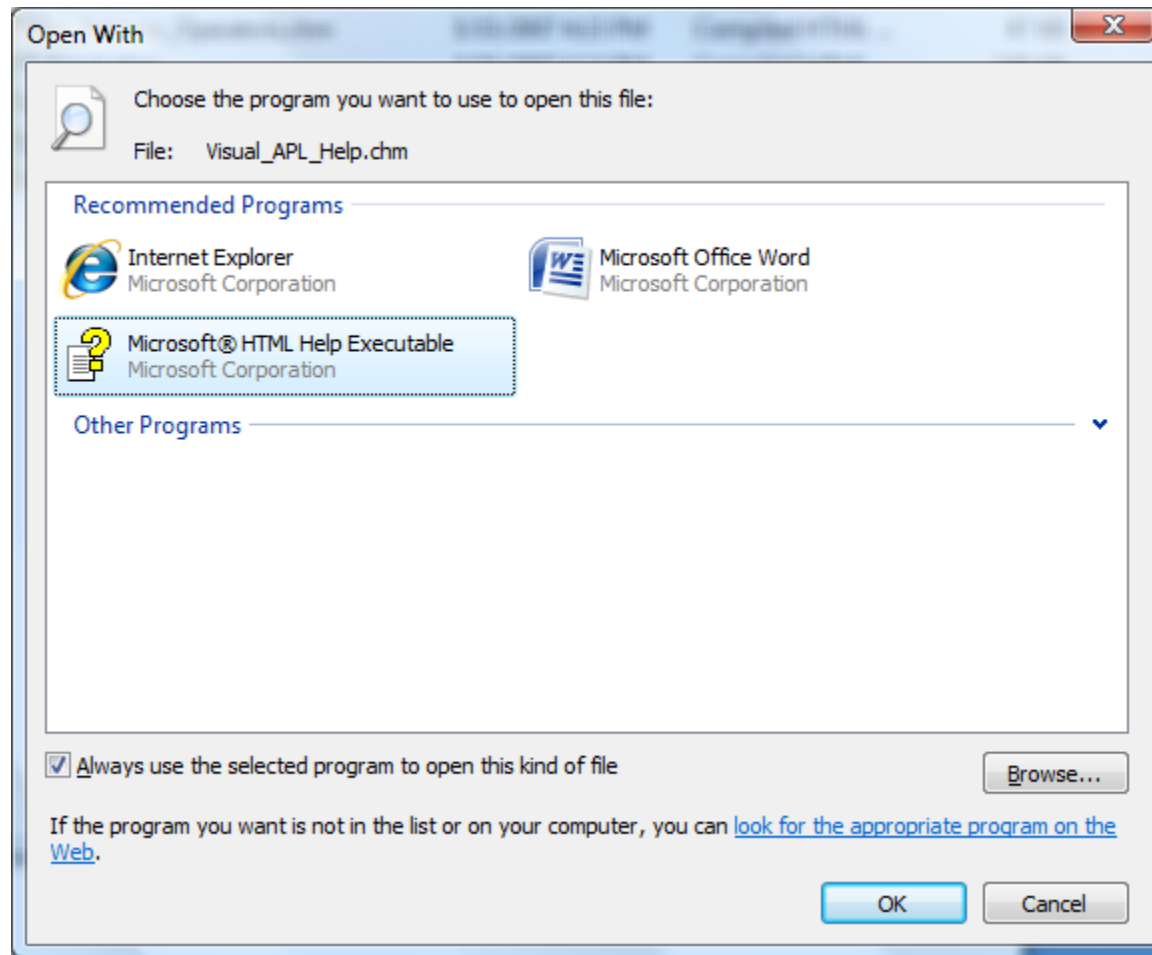 Open With
Choose the program you want to use to open this file:
File: Visual_APL_Help.chm
Recommended Programs
Internet Explorer
Microsoft Corporation
Microsoft Office Word
Microsoft Corporation
Microsoft® HTML Help Executable
Microsoft Corporation
Other Programs
Always use the selected program to open this kind of file
Browse...
If the program you want is not in the list or on your computer, you can look for the appropriate program on the
Web.
OK
Cancel